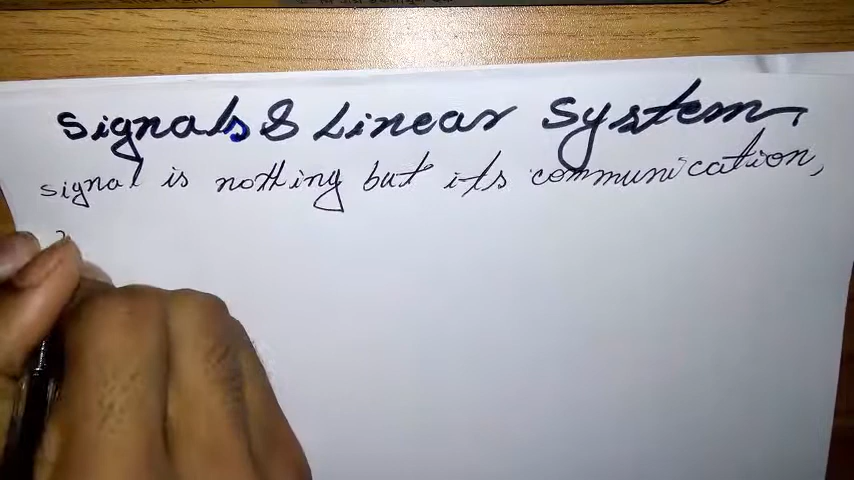 Signals & Linear System,
signal is nothing but its communication,